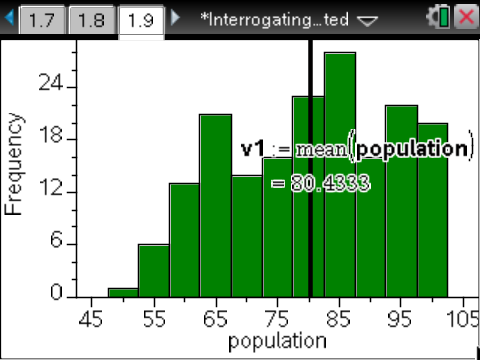 1.7 1.8 1.9 *Interrogating...ted
Frequency
24
18
12
6
0
v1:=mean(population)
= 80.4333
45 55 65 75 85 95 105
population